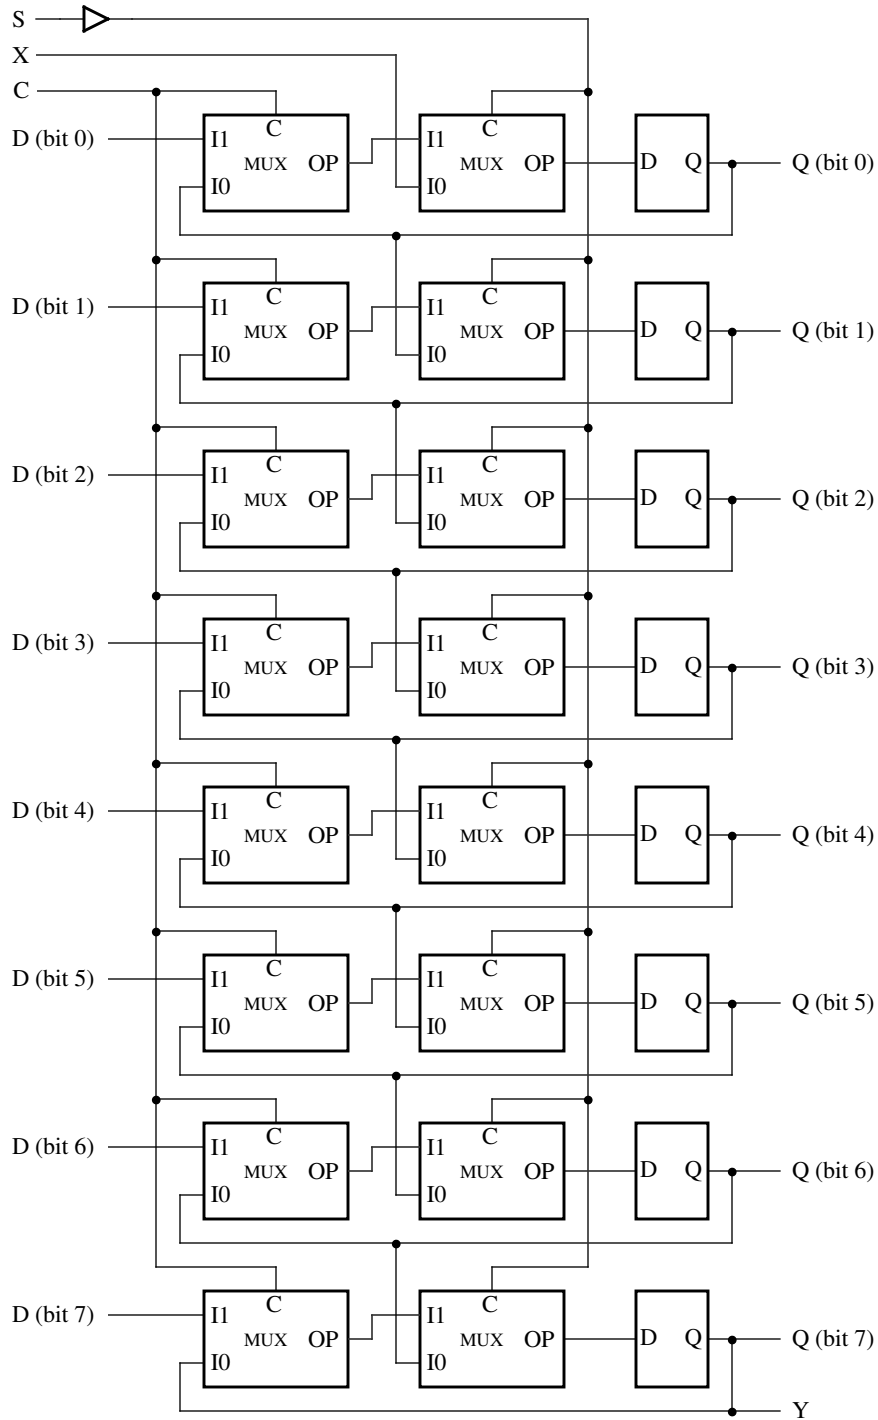 S
X
C
D (bit 0) I1 C MUX OP I0 I1 C MUX OP I0 D Q Q (bit 0)
D (bit 1) I1 C MUX OP I0 I1 C MUX OP I0 D Q Q (bit 1)
D (bit 2) I1 C MUX OP I0 I1 C MUX OP I0 D Q Q (bit 2)
D (bit 3) I1 C MUX OP I0 I1 C MUX OP I0 D Q Q (bit 3)
D (bit 4) I1 C MUX OP I0 I1 C MUX OP I0 D Q Q (bit 4)
D (bit 5) I1 C MUX OP I0 I1 C MUX OP I0 D Q Q (bit 5)
D (bit 6) I1 C MUX OP I0 I1 C MUX OP I0 D Q Q (bit 6)
D (bit 7) I1 C MUX OP I0 I1 C MUX OP I0 D Q Q (bit 7)
Y